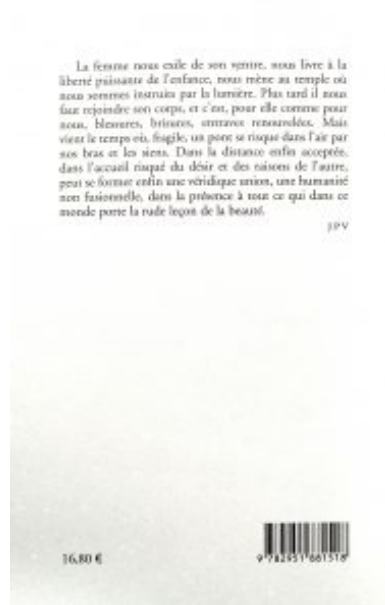 La femme nous exile de son ventre, nous livre à la
liberté puissante de l'enfance, nous mène au temple où
nous sommes instruits par la lumière. Plus tard il nous
faut rejoindre son corps, et c'est, pour elle comme pour
nous, blessures, brisures, entraves renouvelées. Mais
vient le temps où, fragile, un pont se risque dans l'air par
nos bras et les siens. Dans la distance enfin acceptée,
dans l'accueil risqué du désir et des raisons de l'autre,
peut se former enfin une véridique union, une humanité
non fusionnelle, dans la présence à tout ce qui dans ce
monde porte la rude leçon de la beauté.
J.P.V
16,80 €
9 782951 861518